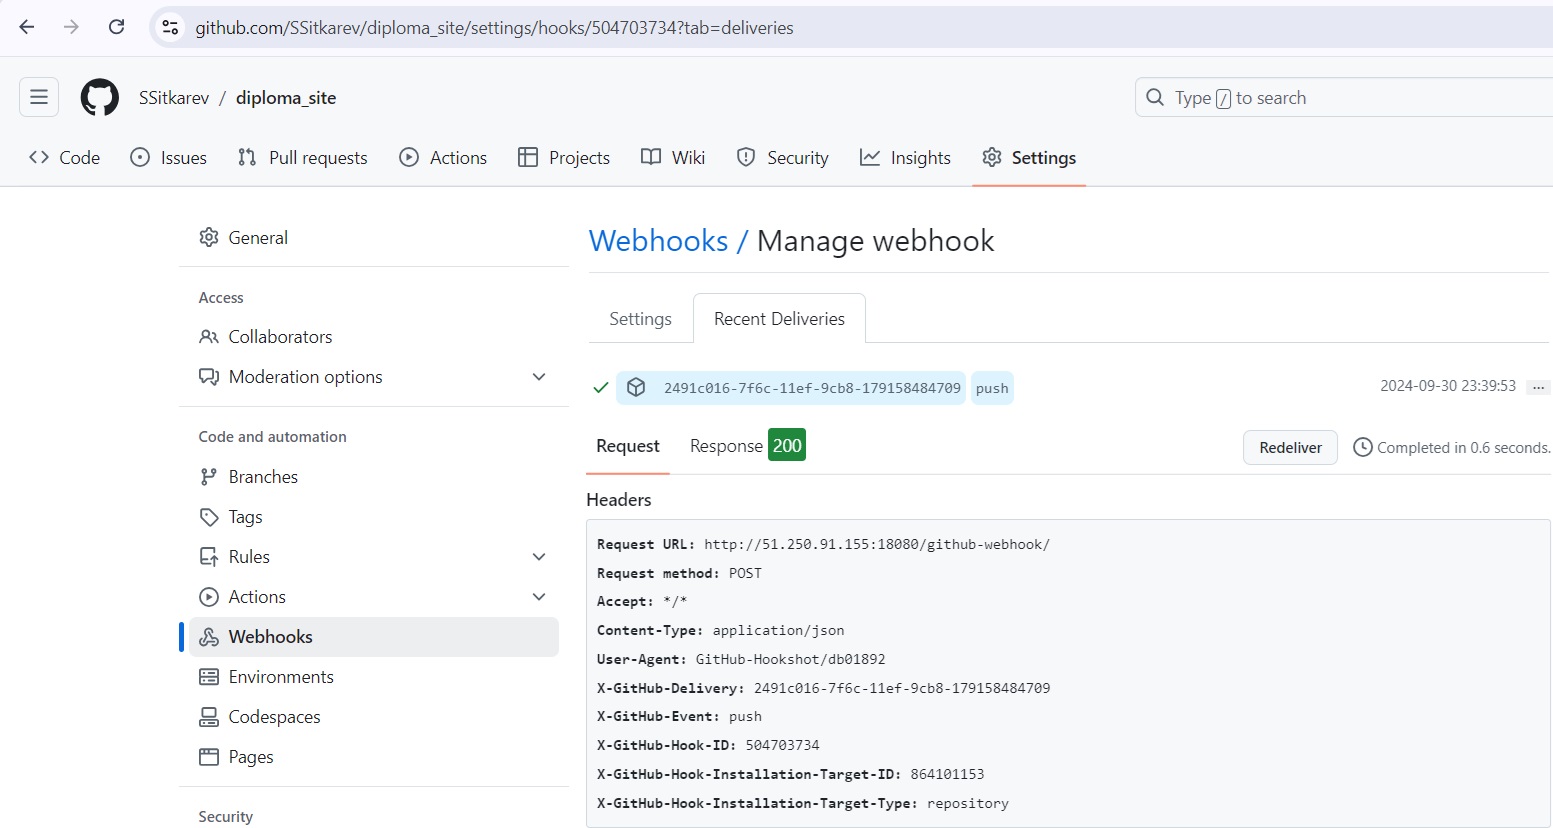 github.com/SSitkarev/diploma_site/settings/hooks/504703734?tab=deliveries
SSitkarev / diploma_site
Type / to search
Code Issues Pull requests Actions Projects Wiki Security Insights Settings
General
Access
Collaborators
Moderation options
Code and automation
Branches
Tags
Rules
Actions
Webhooks
Environments
Codespaces
Pages
Security
Webhooks / Manage webhook
Settings Recent Deliveries
2491c016-7f6c-11ef-9cb8-179158484709 push 2024-09-30 23:39:53 ...
Request Response 200 Redeliver Completed in 0.6 seconds.
Headers
Request URL: http://51.250.91.155:18080/github-webhook/
Request method: POST
Accept: */*
Content-Type: application/json
User-Agent: GitHub-Hookshot/db01892
X-GitHub-Delivery: 2491c016-7f6c-11ef-9cb8-179158484709
X-GitHub-Event: push
X-GitHub-Hook-ID: 504703734
X-GitHub-Hook-Installation-Target-ID: 864101153
X-GitHub-Hook-Installation-Target-Type: repository